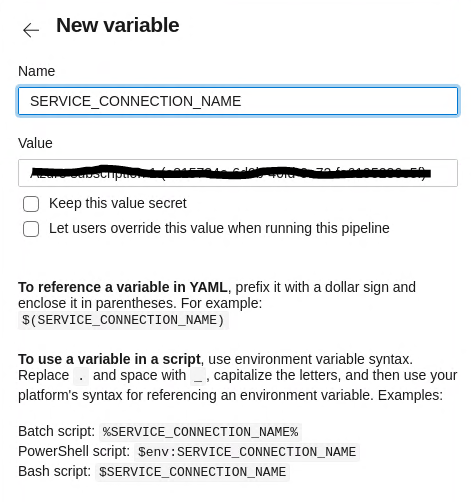 New variable
Name
SERVICE_CONNECTION_NAME
Value
Keep this value secret
Let users override this value when running this pipeline
To reference a variable in YAML, prefix it with a dollar sign and
enclose it in parentheses. For example:
$(SERVICE_CONNECTION_NAME)
To use a variable in a script, use environment variable syntax.
Replace . and space with _, capitalize the letters, and then use your
platform's syntax for referencing an environment variable. Examples:
Batch script: %SERVICE_CONNECTION_NAME%
PowerShell script: $env:SERVICE_CONNECTION_NAME
Bash script: $SERVICE_CONNECTION_NAME